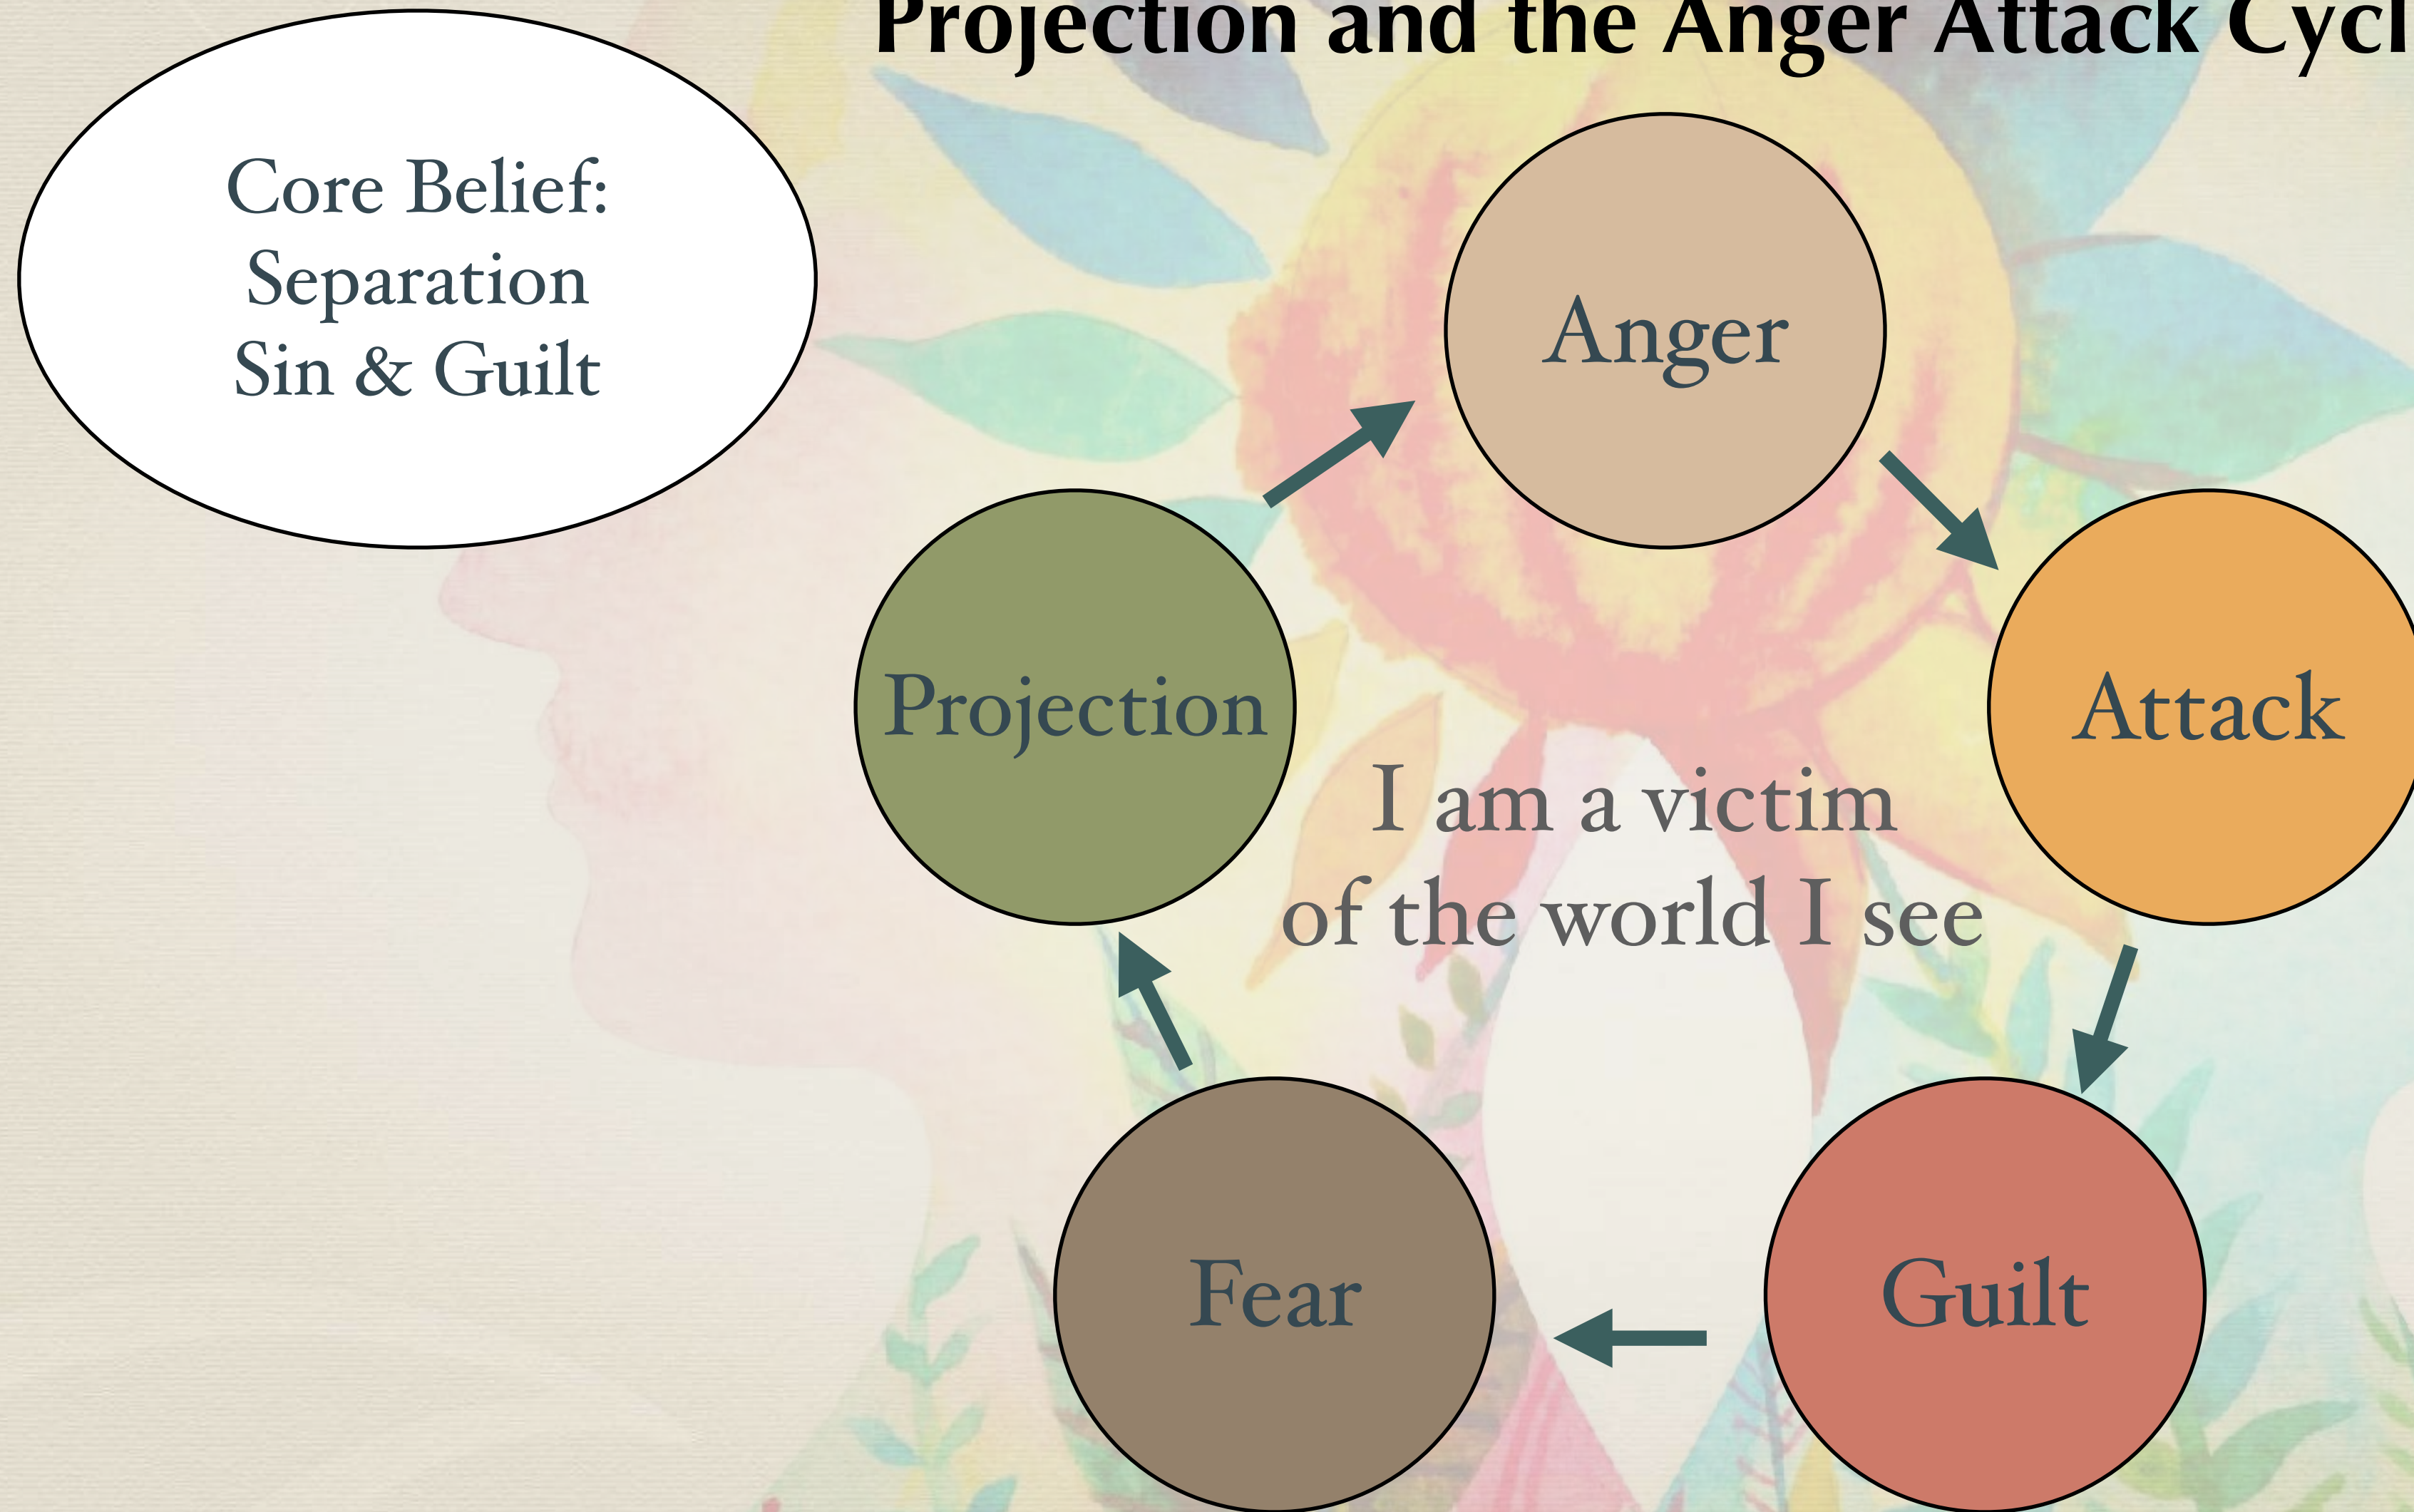 Projection and the Anger Attack Cycl
Core Belief:
Separation
Sin & Guilt
Anger
Projection
Attack
I am a victim
of the world I see
Fear
Guilt